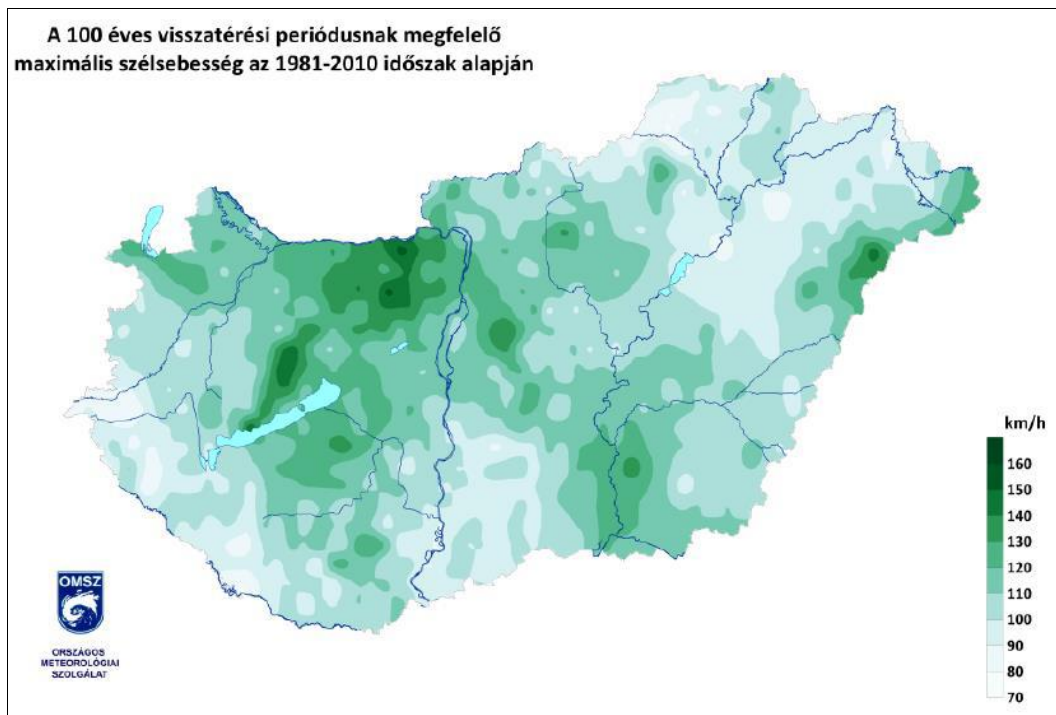 A 100 éves visszatérési periódusnak megfelelő
maximális szélsebesség az 1981-2010 időszak alapján
km/h
160
150
140
130
120
110
100
90
80
70
OMSZ
ORSZÁGOS
METEOROLÓGIAI
SZOLGÁLAT